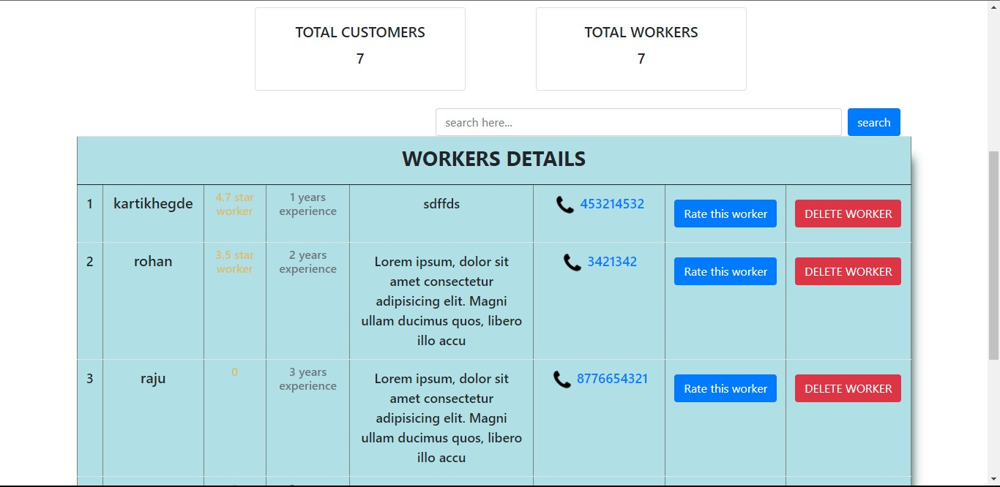 TOTAL CUSTOMERS
7
TOTAL WORKERS
7
search here...
search
WORKERS DETAILS
1
kartikhegde
4.7 star
worker
1 years
experience
sdffds
453214532
Rate this worker
DELETE WORKER
2
rohan
3.5 star
worker
2 years
experience
Lorem ipsum, dolor sit
amet consectetur
adipisicing elit. Magni
ullam ducimus quos, libero
illo accu
3421342
Rate this worker
DELETE WORKER
3
raju
0
3 years
experience
Lorem ipsum, dolor sit
amet consectetur
adipisicing elit. Magni
ullam ducimus quos, libero
illo accu
8776654321
Rate this worker
DELETE WORKER